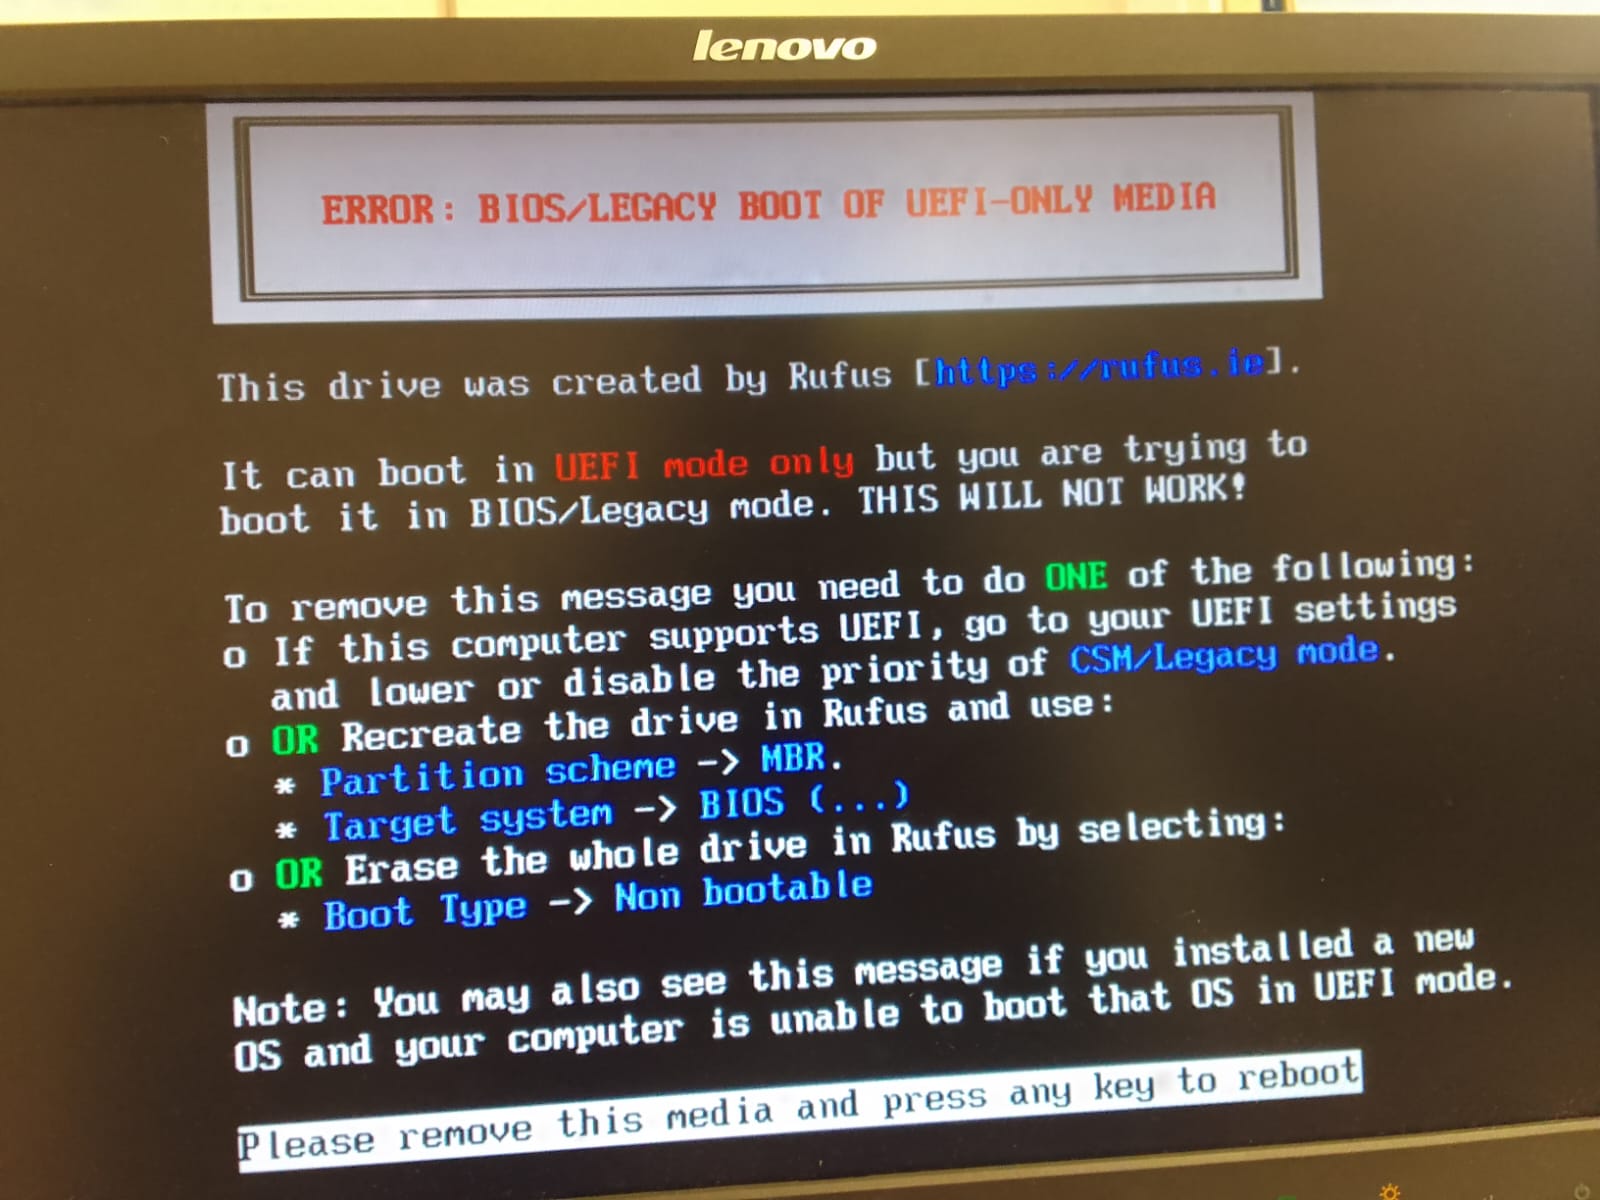 lenovo
ERROR: BIOS/LEGACY BOOT OF UEFI-ONLY MEDIA
This drive was created by Rufus [https://rufus.ie].
It can boot in UEFI mode only but you are trying to
boot it in BIOS/Legacy mode. THIS WILL NOT WORK!
To remove this message you need to do ONE of the following:
o If this computer supports UEFI, go to your UEFI settings
and lower or disable the priority of CSM/Legacy mode.
o OR Recreate the drive in Rufus and use:
* Partition scheme -> MBR.
* Target system -> BIOS (...)
o OR Erase the whole drive in Rufus by selecting:
* Boot Type -> Non bootable
Note: You may also see this message if you installed a new
OS and your computer is unable to boot that OS in UEFI mode.
Please remove this media and press any key to reboot